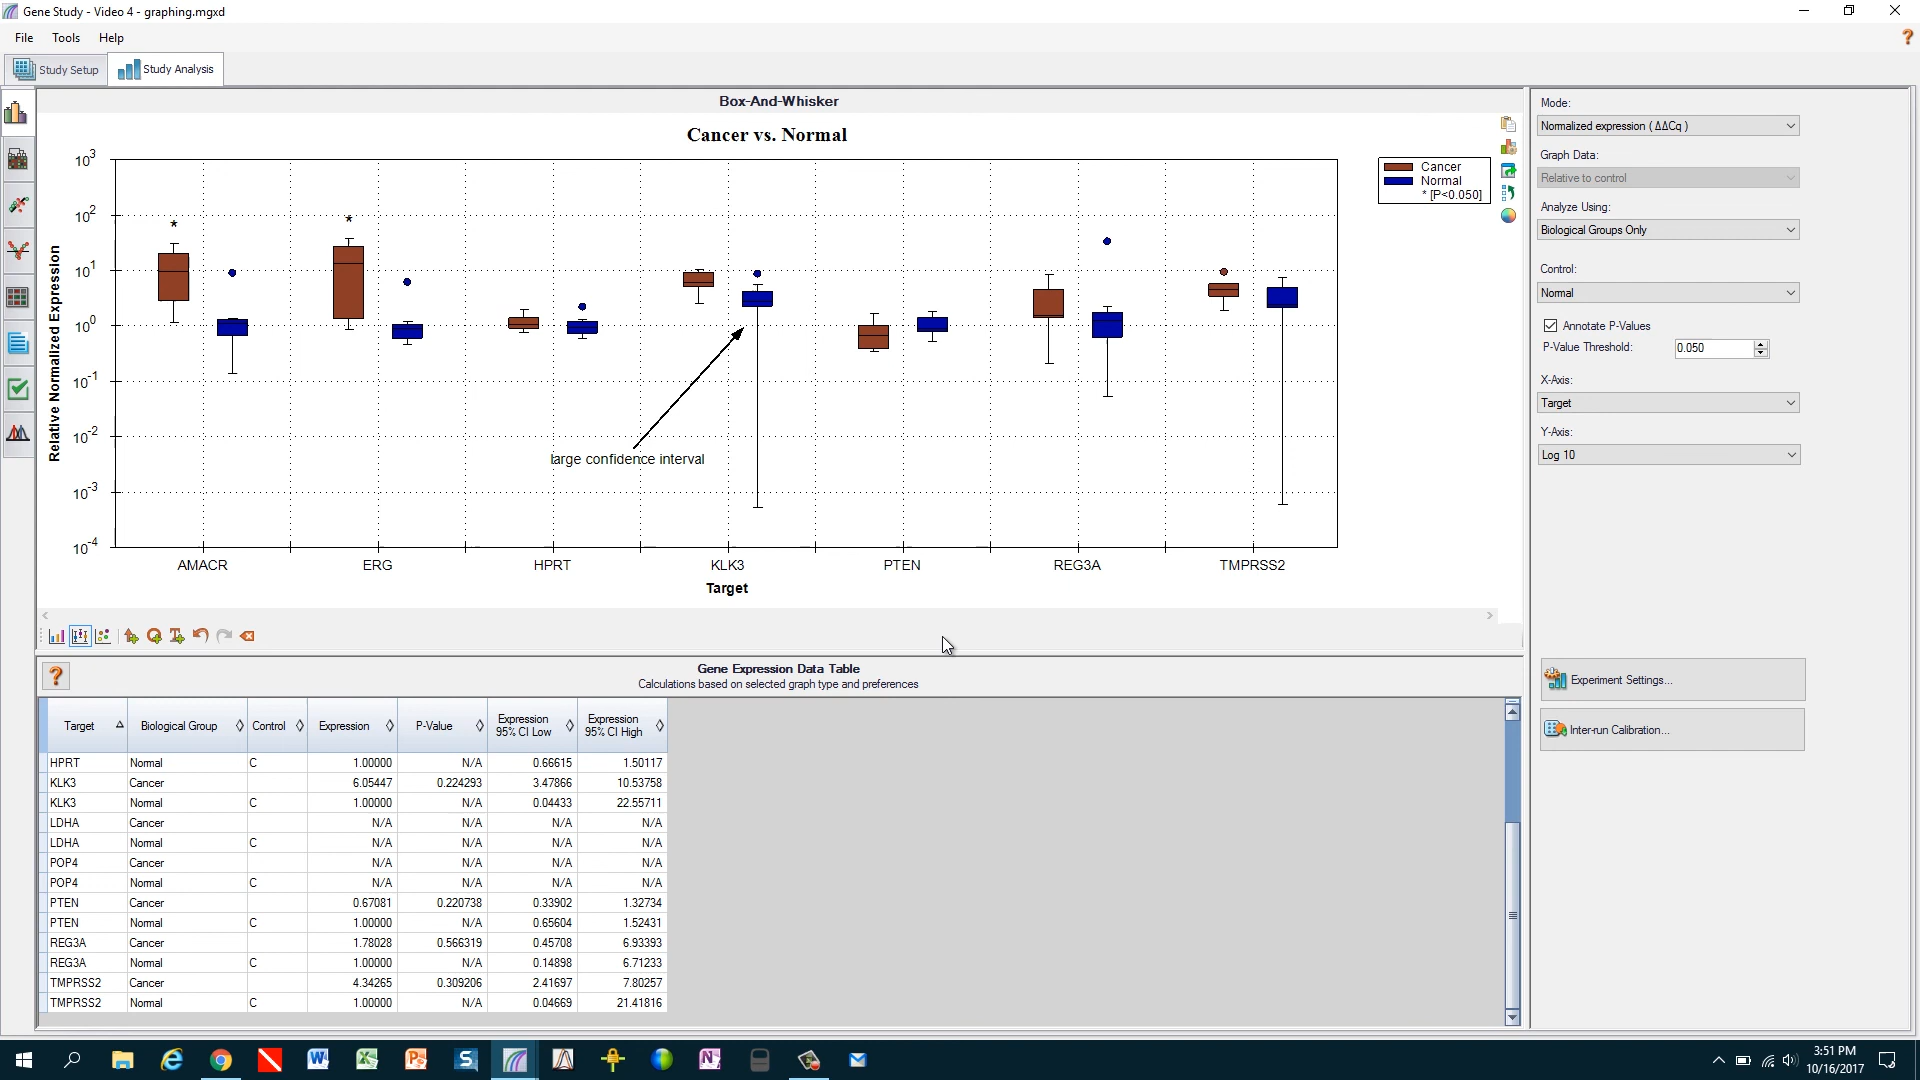 Gene Study - Video 4 - graphing.mgxd
File Tools Help
Study Setup Study Analysis
Box-And-Whisker
Cancer vs. Normal
10^3
10^2
10^1
10^0
10^-1
10^-2
10^-3
10^-4
Relative Normalized Expression
* *
large confidence interval
AMACR ERG HPRT KLK3 PTEN REG3A TMPRSS2
Target
Cancer
Normal
* [P<0.050]
Mode:
Normalized expression ( ΔΔCq )
Graph Data:
Relative to control
Analyze Using:
Biological Groups Only
Control:
Normal
Annotate P-Values
P-Value Threshold: 0.050
X-Axis:
Target
Y-Axis:
Log 10
Experiment Settings...
Inter-run Calibration...
Gene Expression Data Table
Calculations based on selected graph type and preferences
Target Biological Group Control Expression P-Value Expression 95% CI Low Expression 95% CI High
HPRT Normal C 1.00000 N/A 0.66615 1.50117
KLK3 Cancer 6.05447 0.224293 3.47866 10.53758
KLK3 Normal C 1.00000 N/A 0.04433 22.55711
LDHA Cancer N/A N/A N/A N/A
LDHA Normal C N/A N/A N/A N/A
POP4 Cancer N/A N/A N/A N/A
POP4 Normal C N/A N/A N/A N/A
PTEN Cancer 0.67081 0.220738 0.33902 1.32734
PTEN Normal C 1.00000 N/A 0.65604 1.52431
REG3A Cancer 1.78028 0.566319 0.45708 6.93393
REG3A Normal C 1.00000 N/A 0.14898 6.71233
TMPRSS2 Cancer 4.34265 0.309206 2.41697 7.80257
TMPRSS2 Normal C 1.00000 N/A 0.04669 21.41816
3:51 PM
10/16/2017